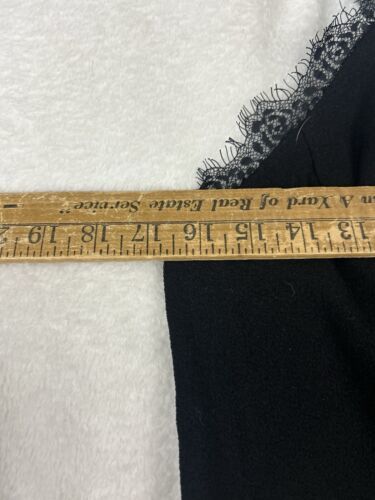 n A Yard of Real Estate Service"
19 18 17 16 15 14 13